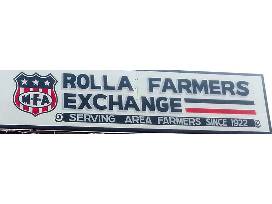 MFA
ROLLA FARMERS
EXCHANGE
SERVING AREA FARMERS SINCE 1922